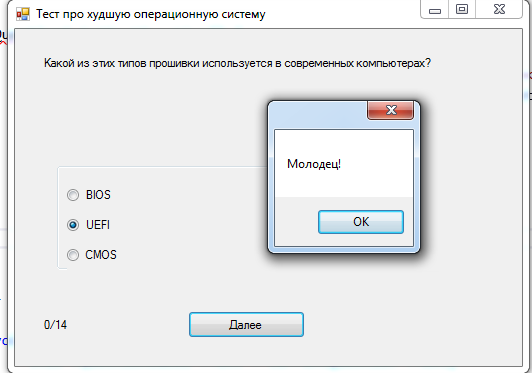 Тест про худшую операционную систему
Какой из этих типов прошивки используется в современных компьютерах?
Молодец!
OK
BIOS
UEFI
CMOS
0/14
Далее